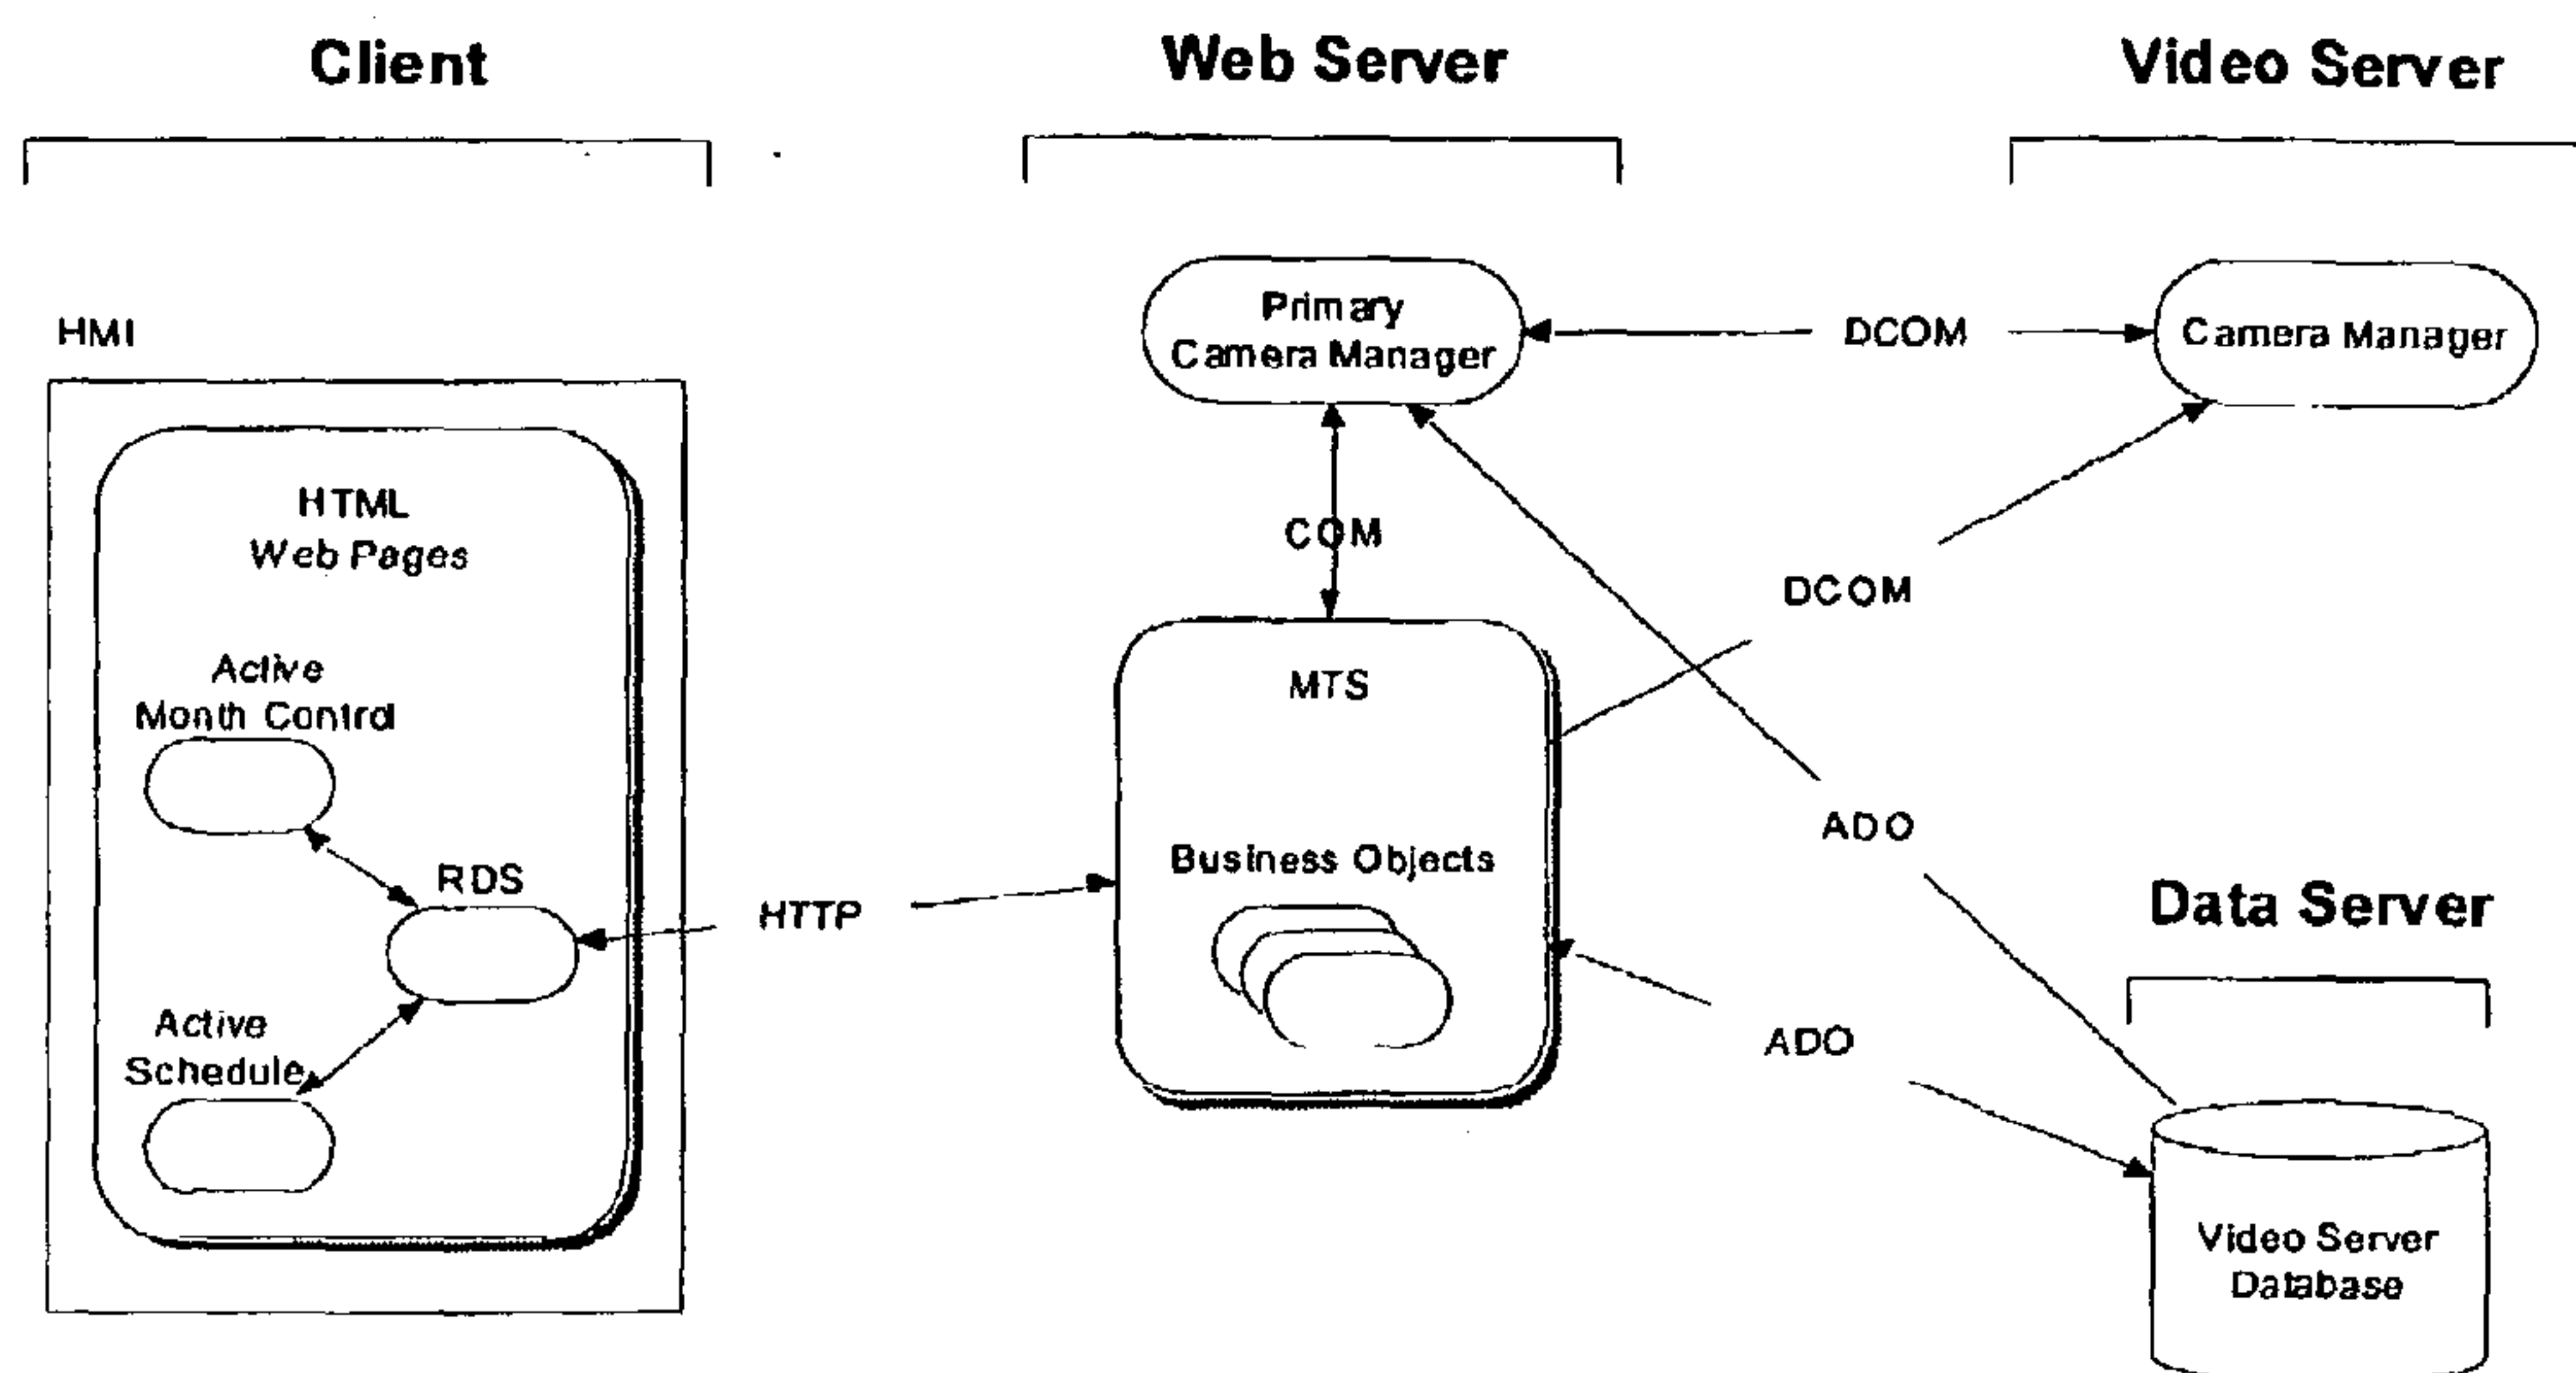 Client
Web Server
Video Server
HMI
HTML
Web Pages
Active
Month Control
RDS
Active
Schedule
HTTP
Primary
Camera Manager
COM
MTS
Business Objects
DCOM
Camera Manager
DCOM
ADO
ADO
Data Server
Video Server
Database